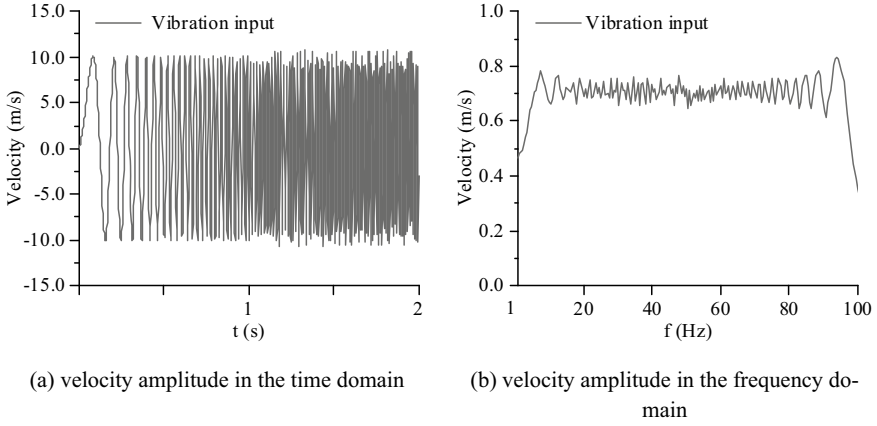 Vibration input
15.0
10.0
5.0
0.0
-5.0
-10.0
-15.0
Velocity (m/s)
1
2
t (s)
(a) velocity amplitude in the time domain
Vibration input
1.0
0.8
0.6
0.4
0.2
0.0
Velocity (m/s)
1
20
40
60
80
100
f (Hz)
(b) velocity amplitude in the frequency do-
main